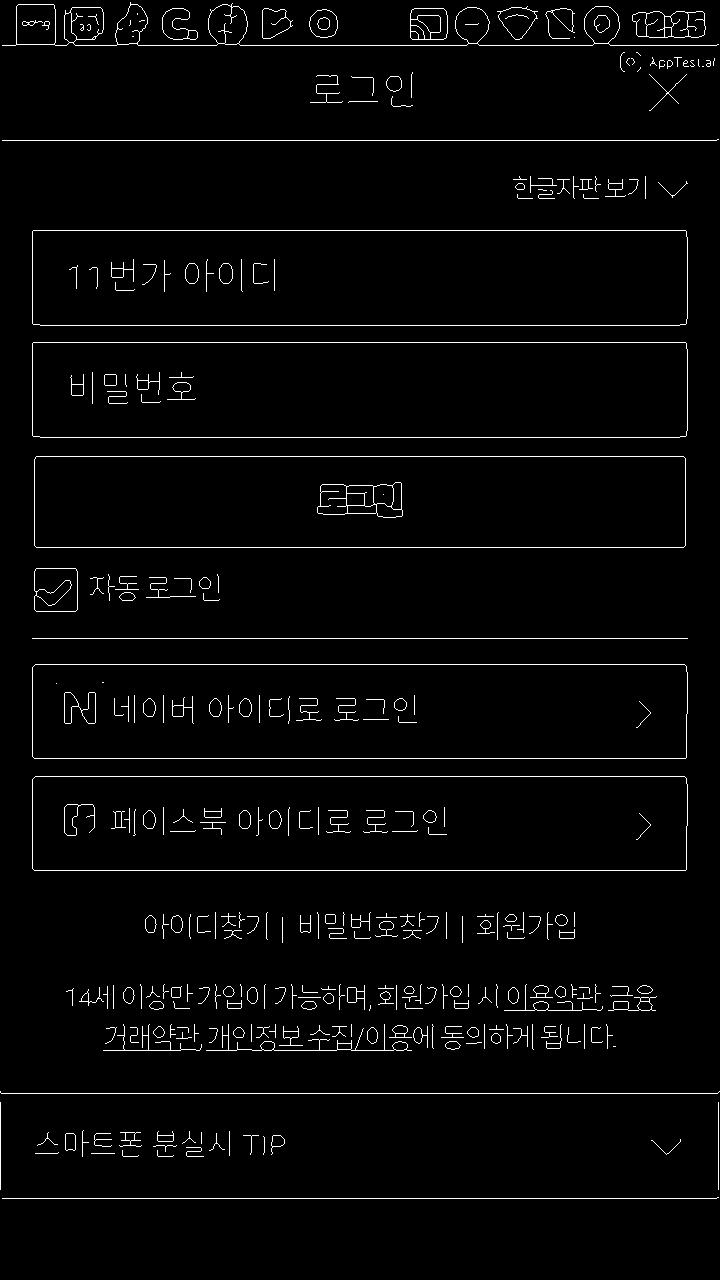 12:25
AppTest.ai
로그인
한글자판 보기
11번가 아이디
비밀번호
로그인
자동 로그인
네이버 아이디로 로그인
페이스북 아이디로 로그인
아이디찾기 | 비밀번호찾기 | 회원가입
14세 이상만 가입이 가능하며, 회원가입 시 이용약관, 금융
거래약관, 개인정보 수집/이용에 동의하게 됩니다.
스마트폰 분실시 TIP